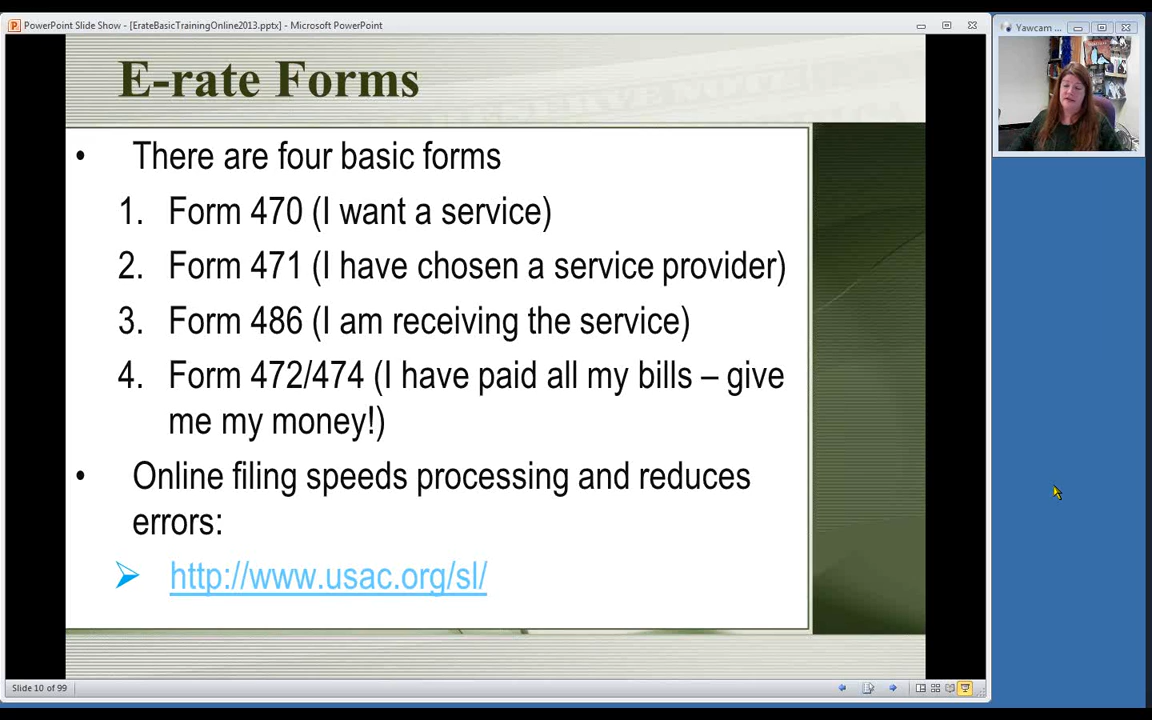 PowerPoint Slide Show - [ErateBasicTrainingOnline2013.pptx] - Microsoft PowerPoint
Yawcam ...
E-rate Forms
• There are four basic forms
1. Form 470 (I want a service)
2. Form 471 (I have chosen a service provider)
3. Form 486 (I am receiving the service)
4. Form 472/474 (I have paid all my bills – give
me my money!)
• Online filing speeds processing and reduces
errors:
http://www.usac.org/sl/
Slide 10 of 99